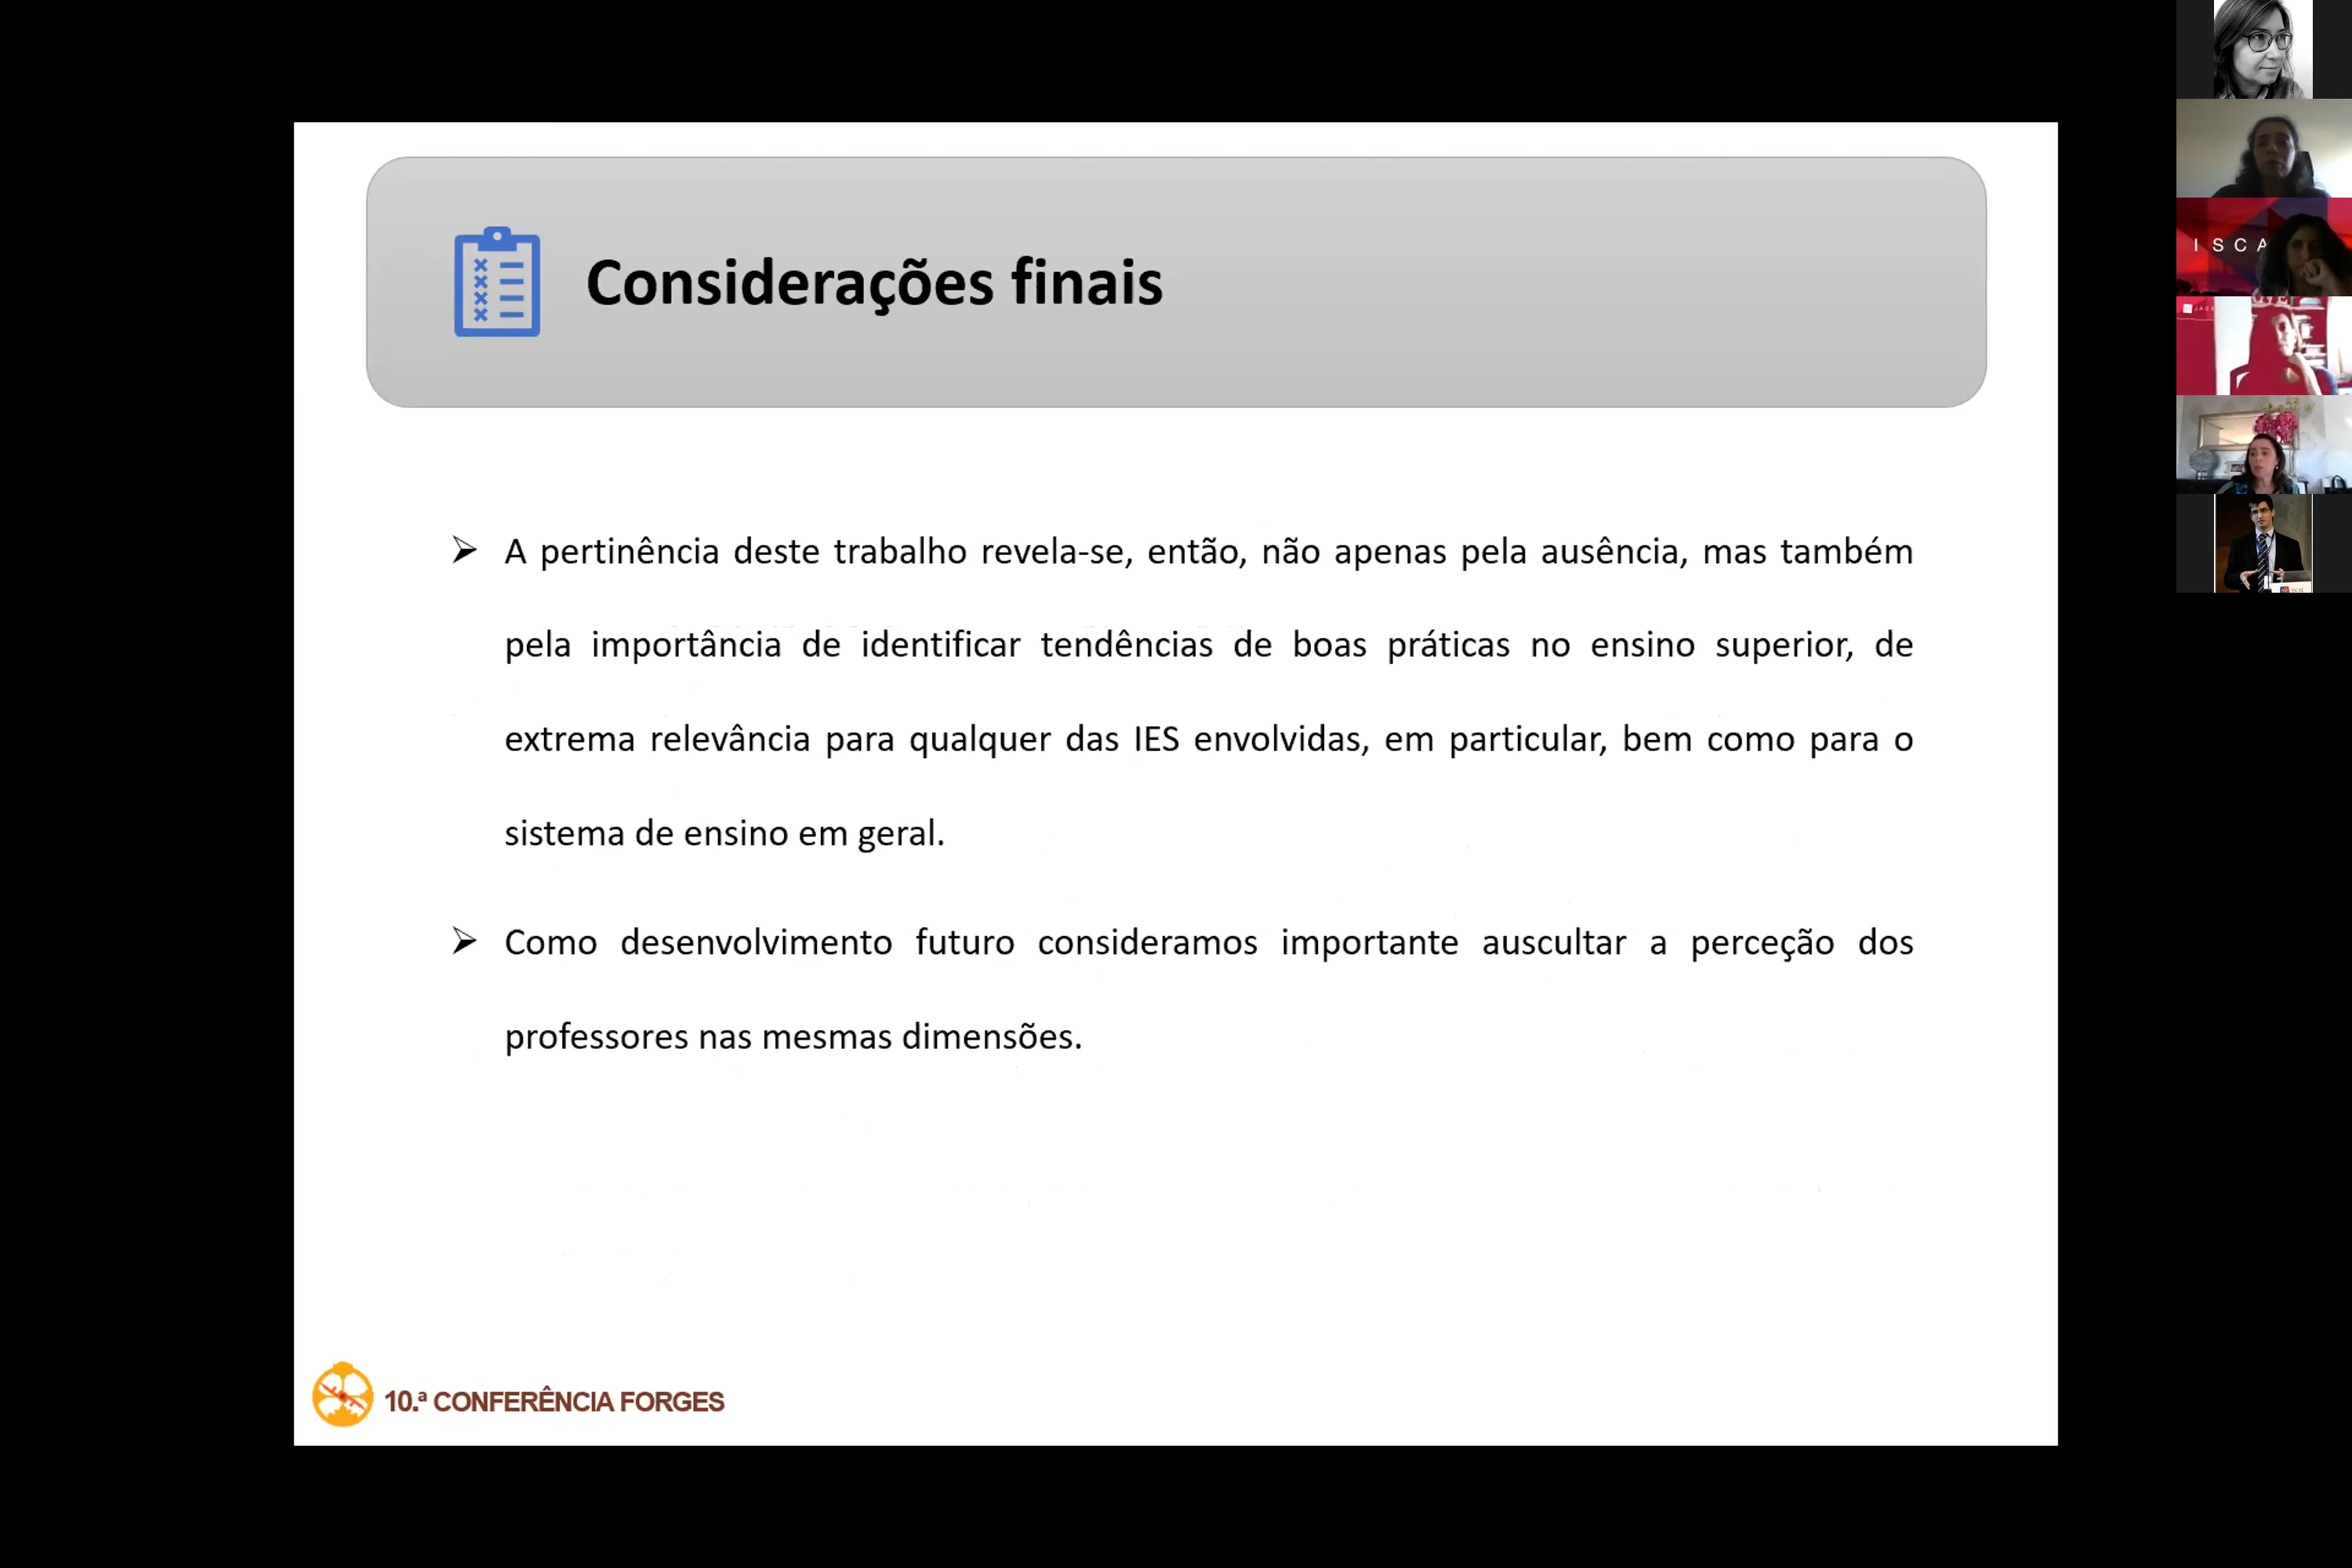 Considerações finais
A pertinência deste trabalho revela-se, então, não apenas pela ausência, mas também
pela importância de identificar tendências de boas práticas no ensino superior, de
extrema relevância para qualquer das IES envolvidas, em particular, bem como para o
sistema de ensino em geral.
Como desenvolvimento futuro consideramos importante auscultar a perceção dos
professores nas mesmas dimensões.
10.ª CONFERÊNCIA FORGES
ISCA